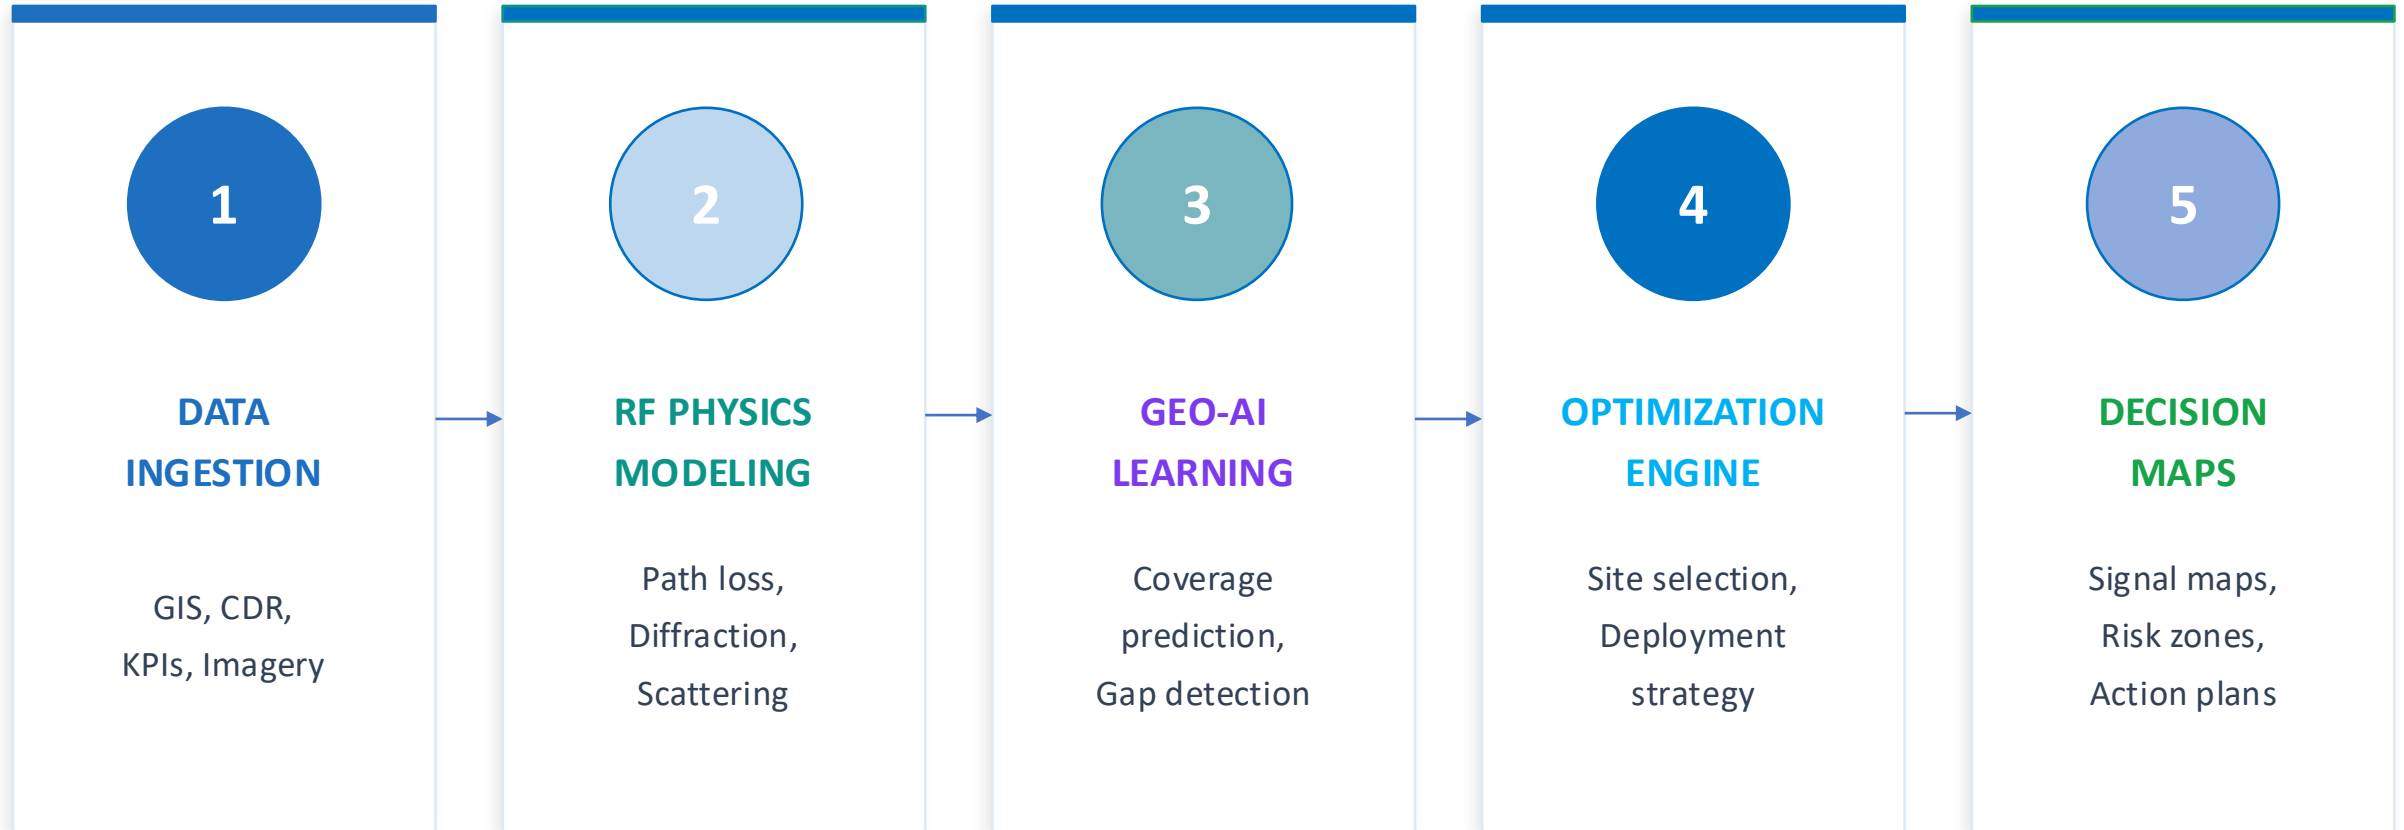 1
DATA
INGESTION
GIS, CDR,
KPIs, Imagery
2
RF PHYSICS
MODELING
Path loss,
Diffraction,
Scattering
3
GEO-AI
LEARNING
Coverage
prediction,
Gap detection
4
OPTIMIZATION
ENGINE
Site selection,
Deployment
strategy
5
DECISION
MAPS
Signal maps,
Risk zones,
Action plans